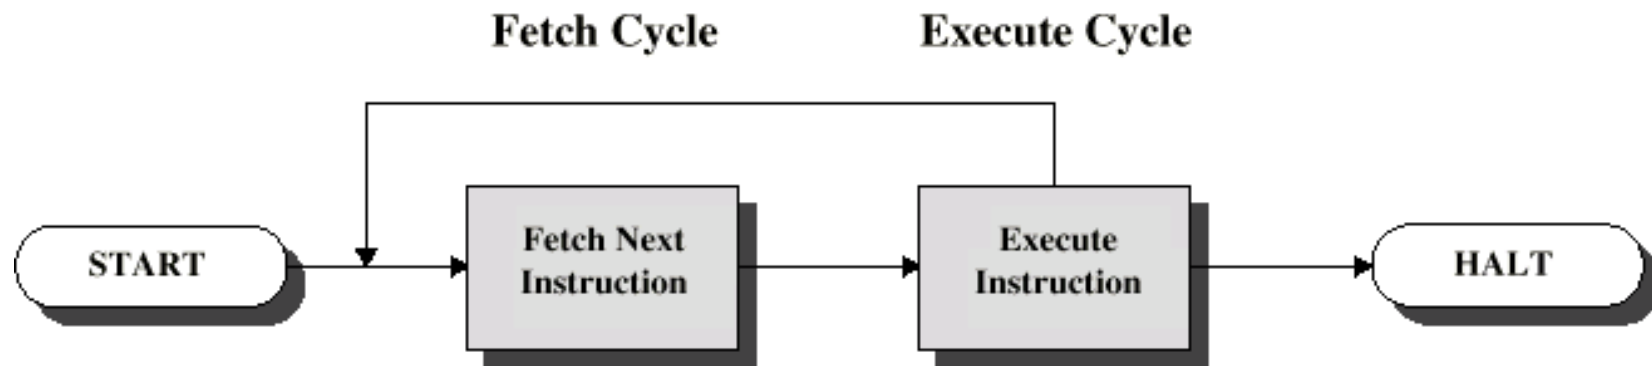 Fetch Cycle
Execute Cycle
START
Fetch Next
Instruction
Execute
Instruction
HALT